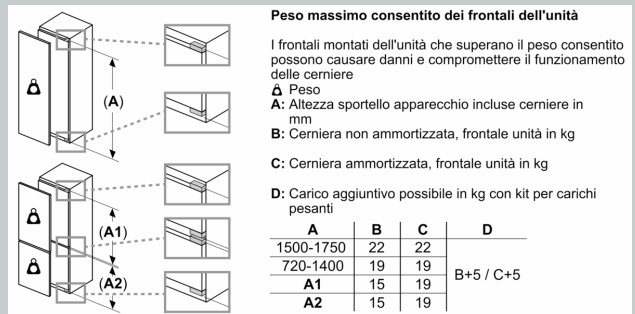 Peso massimo consentito dei frontali dell'unità
I frontali montati dell'unità che superano il peso consentito
possono causare danni e compromettere il funzionamento
delle cerniere
Peso
A: Altezza sportello apparecchio incluse cerniere in
mm
B: Cerniera non ammortizzata, frontale unità in kg
C: Cerniera ammortizzata, frontale unità in kg
D: Carico aggiuntivo possibile in kg con kit per carichi
pesanti
A B C D
1500-1750 22 22
720-1400 19 19
B+5 / C+5
A1 15 19
A2 15 19
(A)
(A1)
(A2)